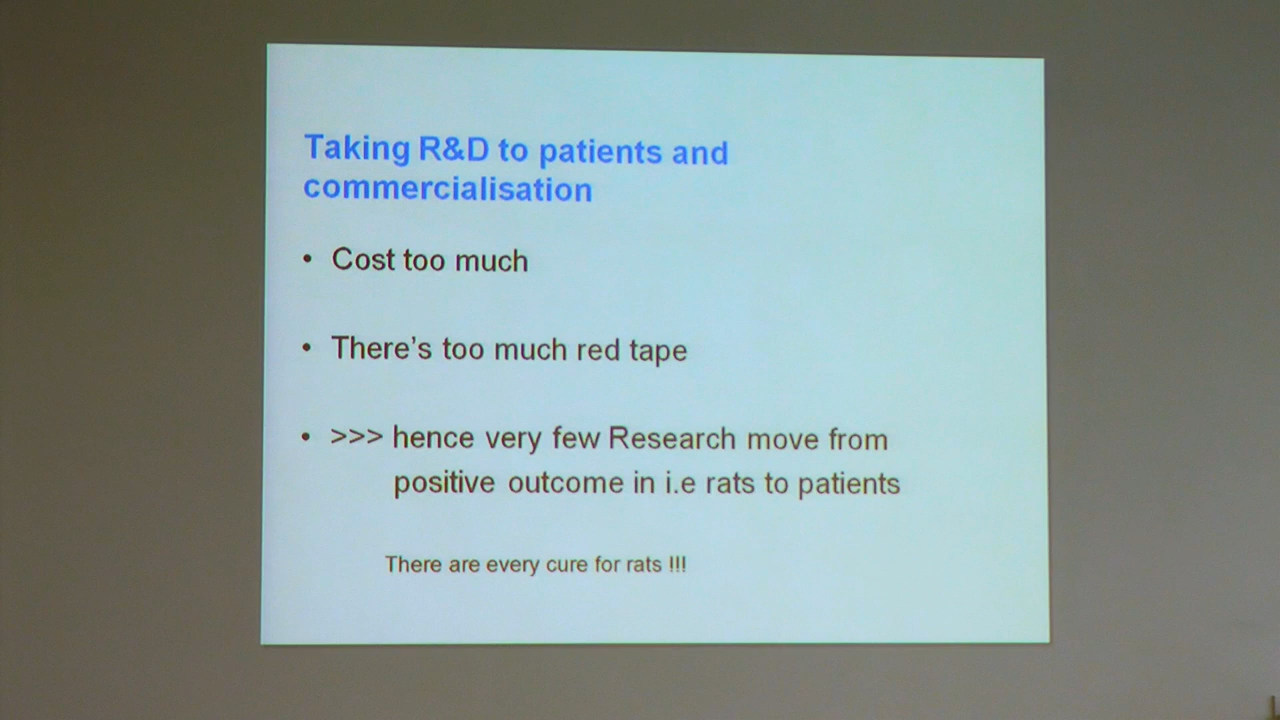 Taking R&D to patients and
commercialisation
• Cost too much
• There’s too much red tape
• >>> hence very few Research move from
positive outcome in i.e rats to patients
There are every cure for rats !!!